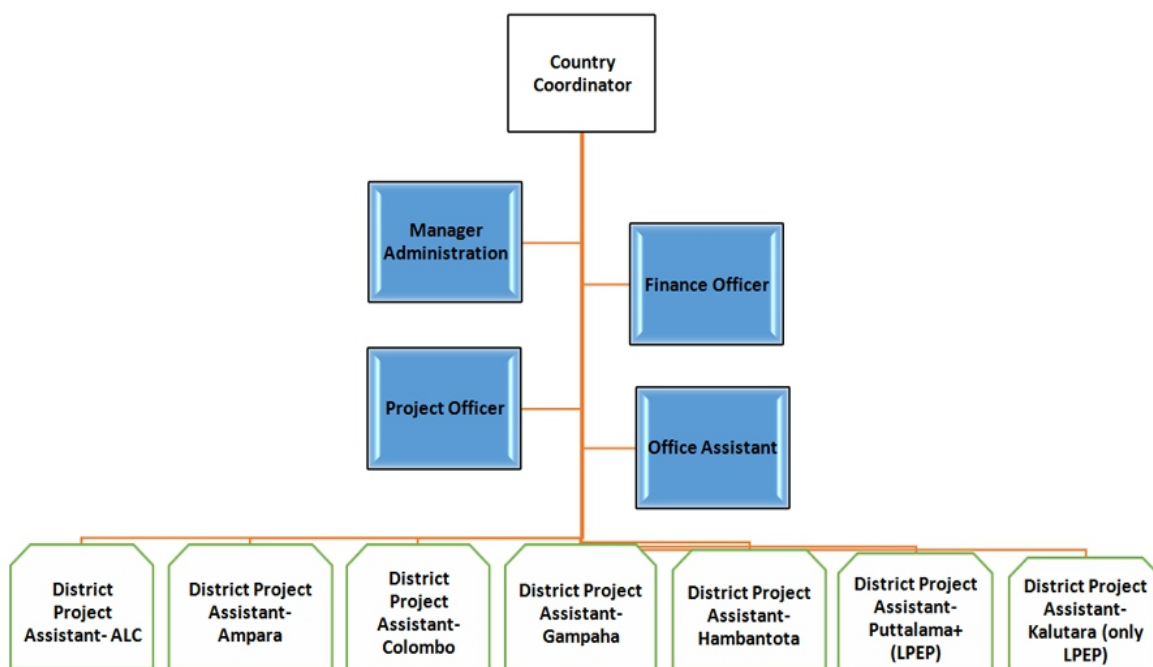 Country
Coordinator
Manager
Administration
Finance Officer
Project Officer
Office Assistant
District
Project
Assistant- ALC
District Project
Assistant-
Ampara
District
Project
Assistant-
Colombo
District Project
Assistant-
Gampaha
District Project
Assistant-
Hambantota
District Project
Assistant-
Puttalama+
(LPEP)
District Project
Assistant-
Kalutara (only
LPEP)